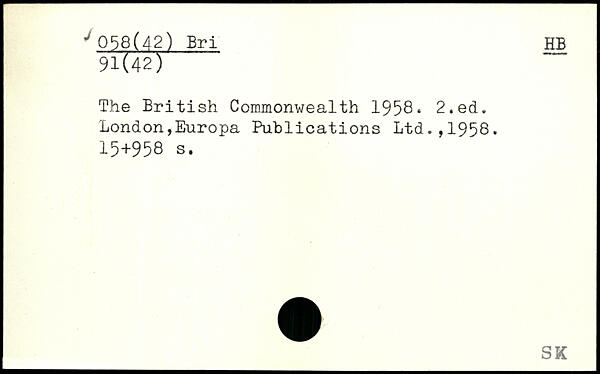 058(42) Bri
HB
91(42)
The British Commonwealth 1958. 2.ed.
London,Europa Publications Ltd.,1958.
15+958 s.
SK